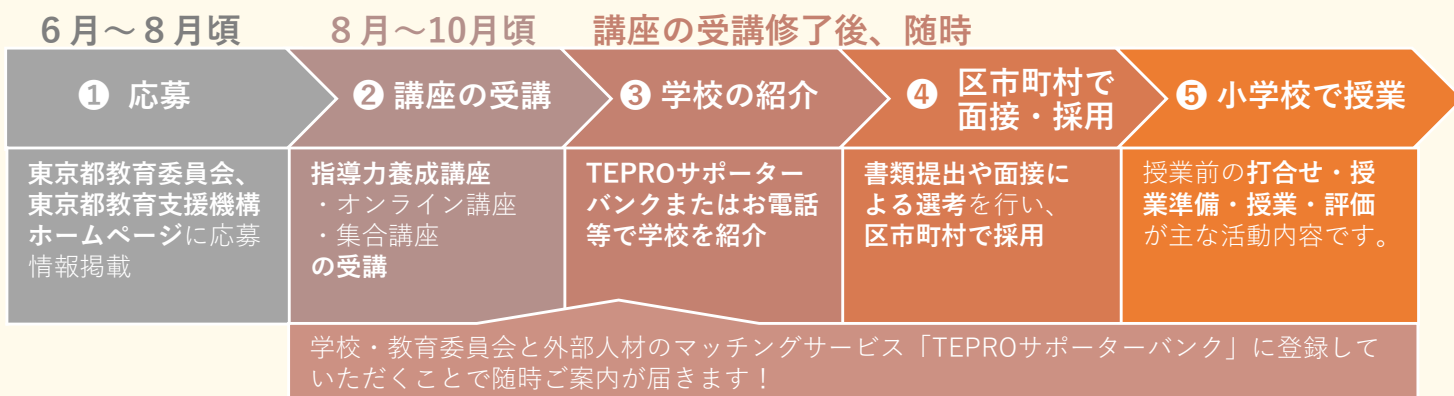 6月～8月頃
8月～10月頃
講座の受講修了後、随時
❶ 応募
❷ 講座の受講
❸ 学校の紹介
❹ 区市町村で
面接・採用
❺ 小学校で授業
東京都教育委員会、
東京都教育支援機構
ホームページに応募
情報掲載
指導力養成講座
・オンライン講座
・集合講座
の受講
TEPROサポーター
バンクまたはお電話
等で学校を紹介
書類提出や面接に
よる選考を行い、
区市町村で採用
授業前の打合せ・授
業準備・授業・評価
が主な活動内容です。
学校・教育委員会と外部人材のマッチングサービス「TEPROサポーターバンク」に登録して
いただくことで随時ご案内が届きます！